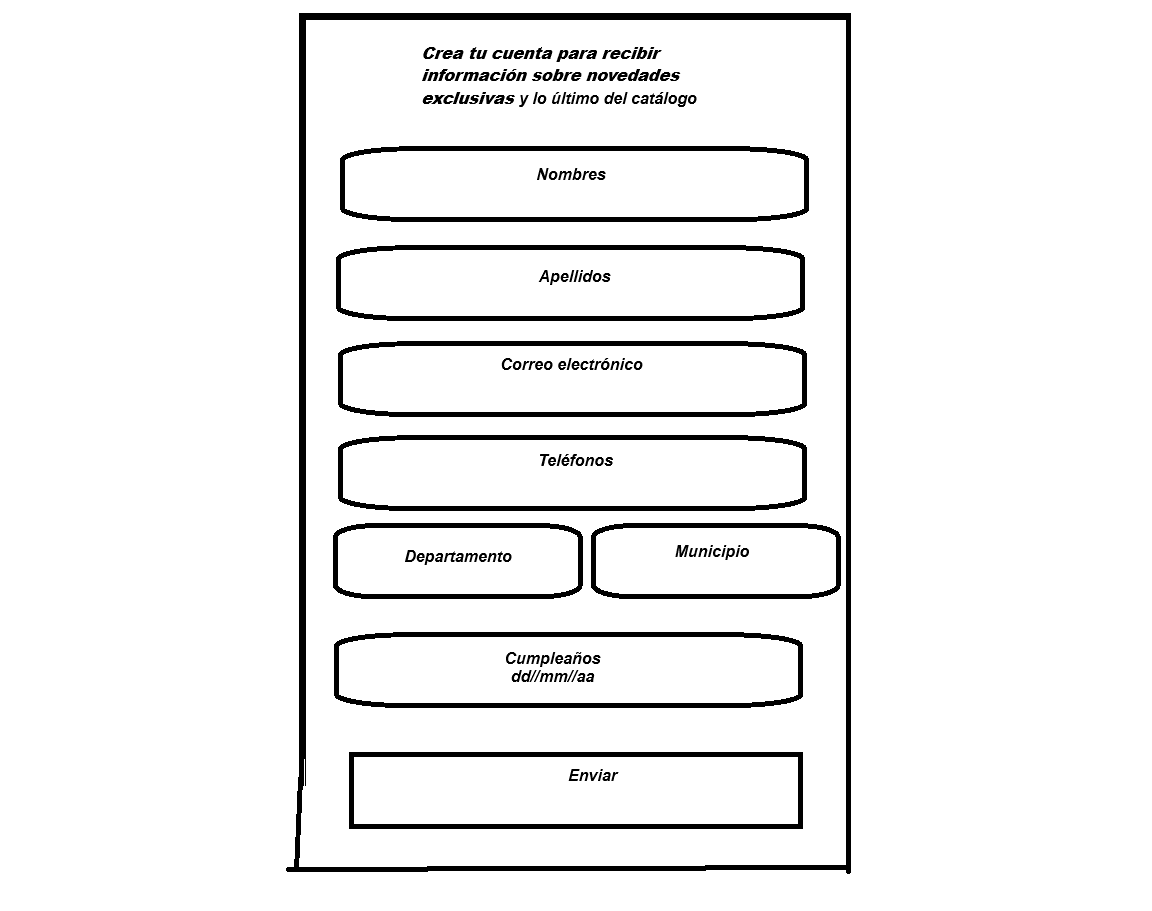 Crea tu cuenta para recibir
información sobre novedades
exclusivas y lo último del catálogo
Nombres
Apellidos
Correo electrónico
Teléfonos
Departamento
Municipio
Cumpleaños
dd//mm//aa
Enviar